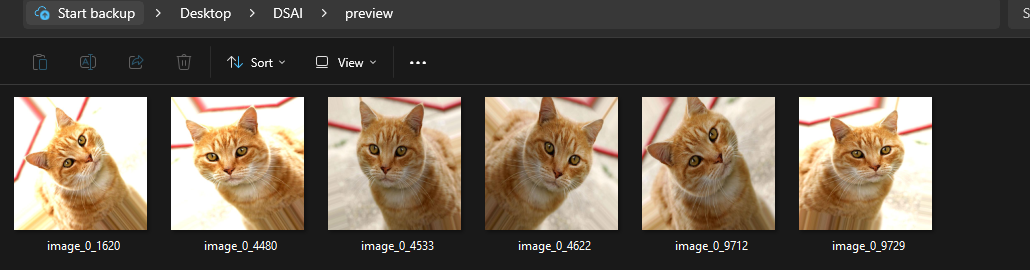 Start backup > Desktop > DSAI > preview S
Sort View
image_0_1620 image_0_4480 image_0_4533 image_0_4622 image_0_9712 image_0_9729